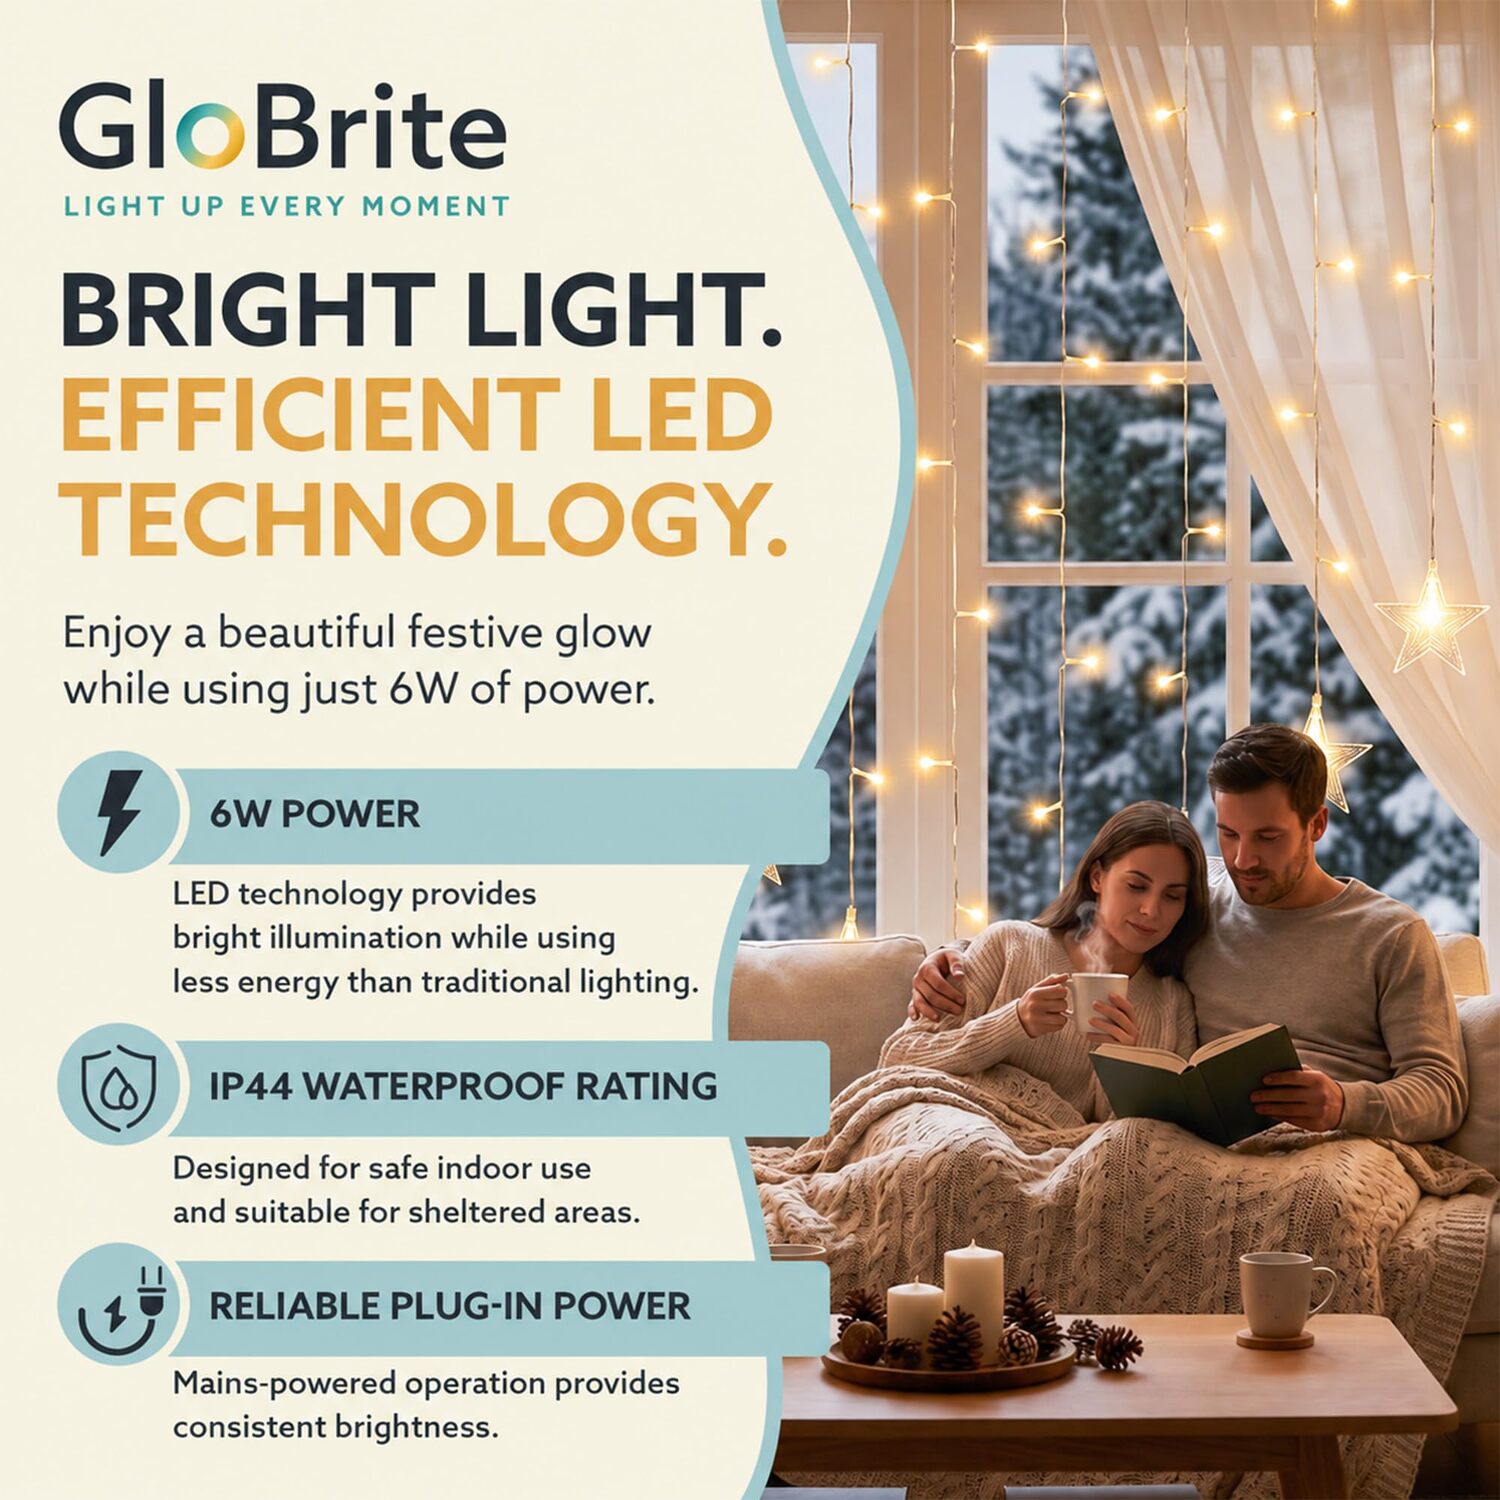 GloBrite
LIGHT UP EVERY MOMENT
BRIGHT LIGHT.
EFFICIENT LED
TECHNOLOGY.
Enjoy a beautiful festive glow
while using just 6W of power.
6W POWER
LED technology provides
bright illumination while using
less energy than traditional lighting.
IP44 WATERPROOF RATING
Designed for safe indoor use
and suitable for sheltered areas.
RELIABLE PLUG-IN POWER
Mains-powered operation provides
consistent brightness.